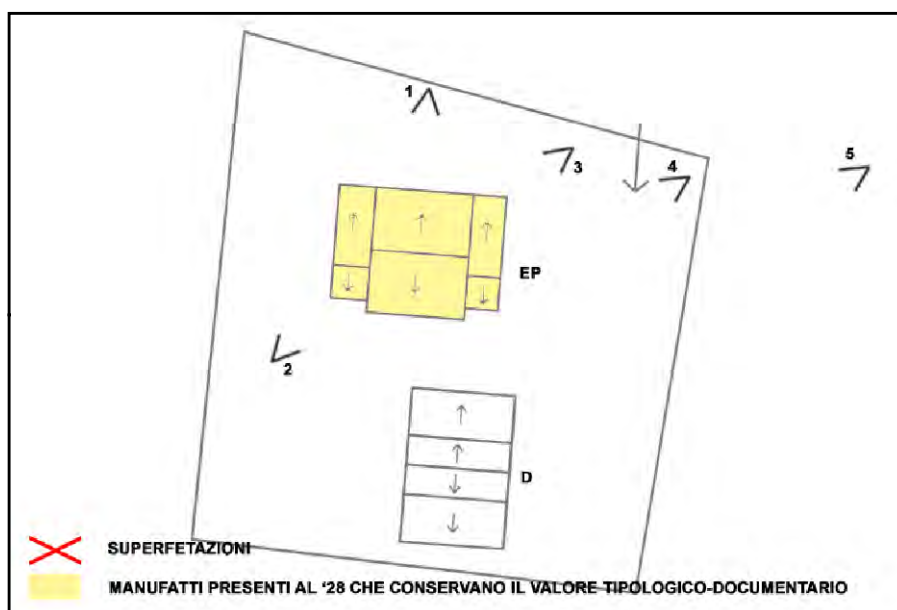 1
3
4
5
EP
2
D
SUPERFETAZIONI
MANUFATTI PRESENTI AL ‘28 CHE CONSERVANO IL VALORE TIPOLOGICO-DOCUMENTARIO